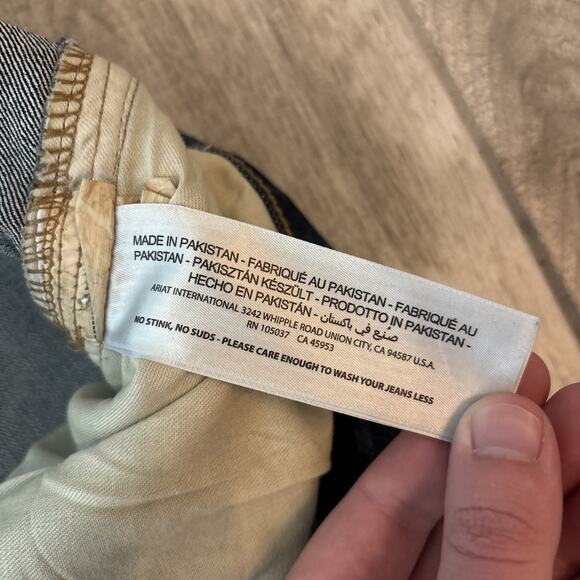 MADE IN PAKISTAN - FABRIQUÉ AU PAKISTAN - FABRIQUÉ AU
PAKISTAN - PAKISZTÁN KÉSZÜLT - PRODOTTO IN PAKISTAN -
HECHO EN PAKISTÁN - صنع في باكستان
ARIAT INTERNATIONAL 3242 WHIPPLE ROAD UNION CITY, CA 94587 U.S.A.
RN 105037 CA 45953
NO STINK, NO SUDS - PLEASE CARE ENOUGH TO WASH YOUR JEANS LESS